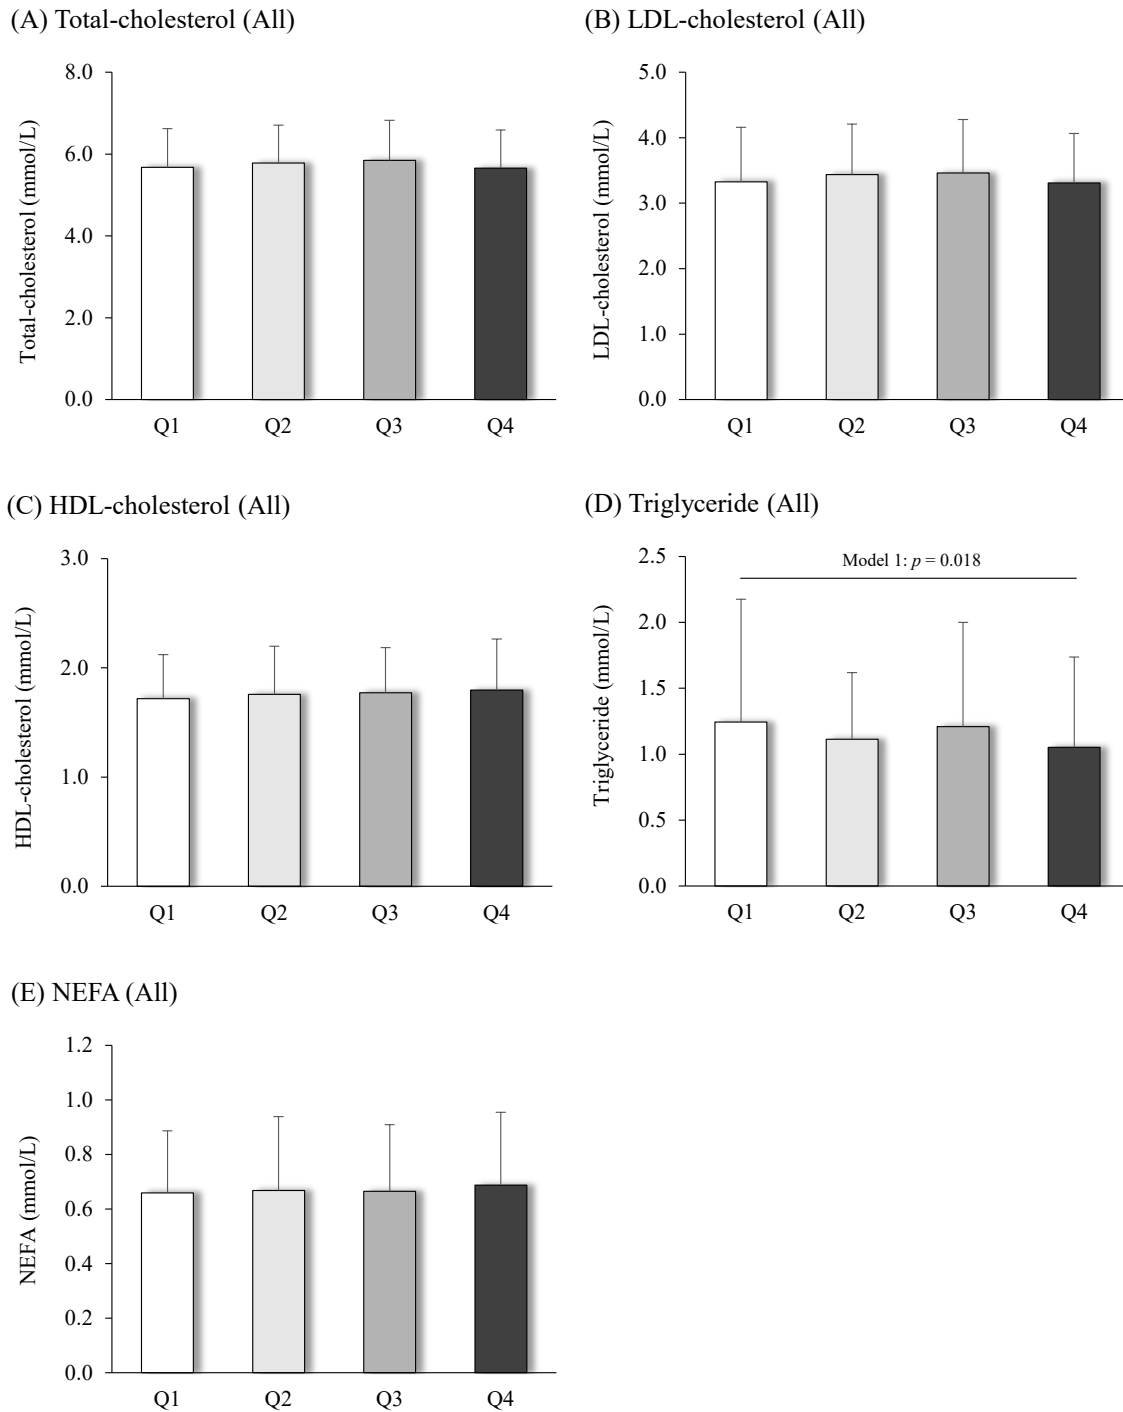 (A) Total-cholesterol (All)
Total-cholesterol (mmol/L)
8.0
6.0
4.0
2.0
0.0
Q1 Q2 Q3 Q4
(B) LDL-cholesterol (All)
LDL-cholesterol (mmol/L)
5.0
4.0
3.0
2.0
1.0
0.0
Q1 Q2 Q3 Q4
(C) HDL-cholesterol (All)
HDL-cholesterol (mmol/L)
3.0
2.0
1.0
0.0
Q1 Q2 Q3 Q4
(D) Triglyceride (All)
Triglyceride (mmol/L)
2.5
2.0
1.5
1.0
0.5
0.0
Model 1: p = 0.018
Q1 Q2 Q3 Q4
(E) NEFA (All)
NEFA (mmol/L)
1.2
1.0
0.8
0.6
0.4
0.2
0.0
Q1 Q2 Q3 Q4